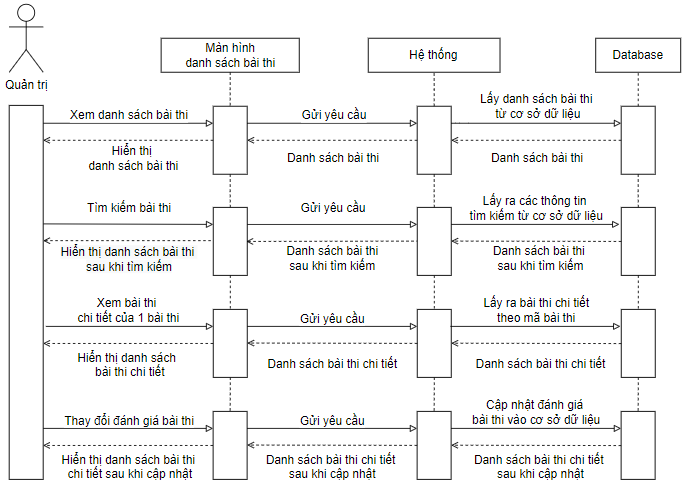 Quản trị
Màn hình
danh sách bài thi
Hệ thống
Database
Xem danh sách bài thi
Gửi yêu cầu
Lấy danh sách bài thi
từ cơ sở dữ liệu
Hiển thị
danh sách bài thi
Danh sách bài thi
Danh sách bài thi
Tìm kiếm bài thi
Gửi yêu cầu
Lấy ra các thông tin
tìm kiếm từ cơ sở dữ liệu
Hiển thị danh sách bài thi
sau khi tìm kiếm
Danh sách bài thi
sau khi tìm kiếm
Danh sách bài thi
sau khi tìm kiếm
Xem bài thi
chi tiết của 1 bài thi
Gửi yêu cầu
Lấy ra bài thi chi tiết
theo mã bài thi
Hiển thị danh sách
bài thi chi tiết
Danh sách bài thi chi tiết
Danh sách bài thi chi tiết
Thay đổi đánh giá bài thi
Gửi yêu cầu
Cập nhật đánh giá
bài thi vào cơ sở dữ liệu
Hiển thị danh sách bài thi
chi tiết sau khi cập nhật
Danh sách bài thi chi tiết
sau khi cập nhật
Danh sách bài thi chi tiết
sau khi cập nhật